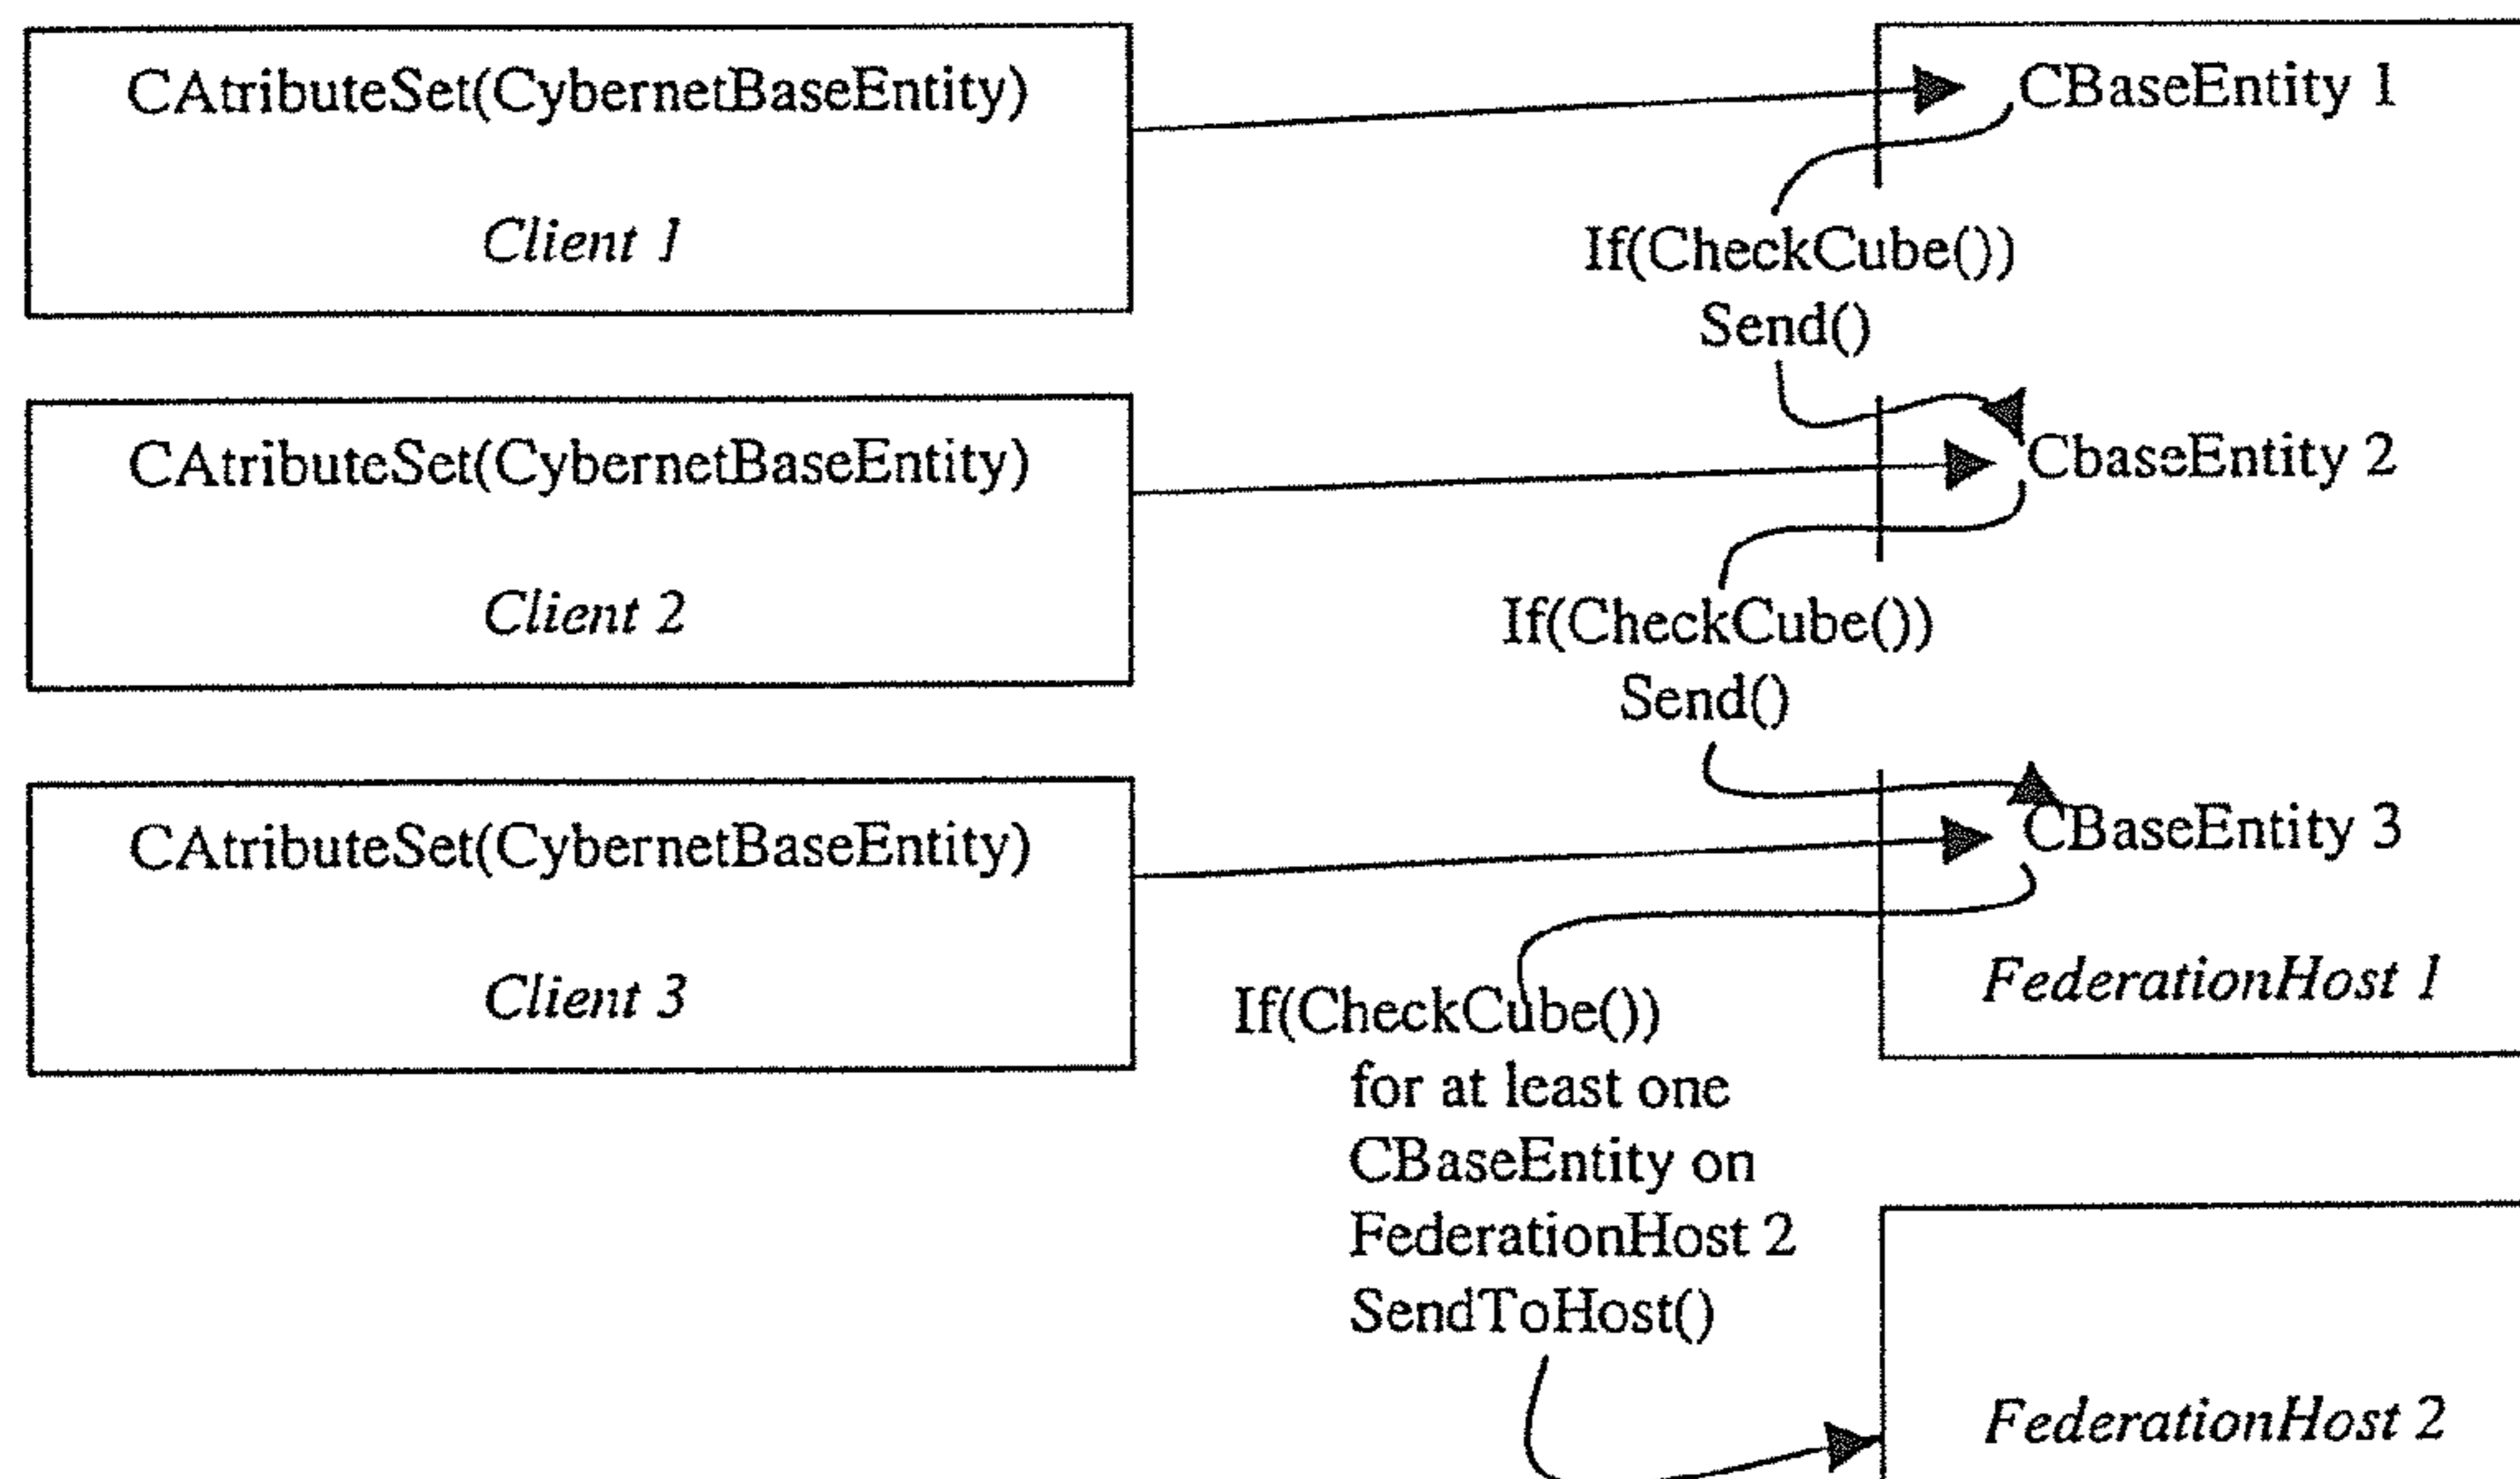 CAtributeSet(CybernetBaseEntity)
Client 1
CBaseEntity 1
If(CheckCube())
Send()
CAtributeSet(CybernetBaseEntity)
Client 2
CbaseEntity 2
If(CheckCube())
Send()
CAtributeSet(CybernetBaseEntity)
Client 3
CBaseEntity 3
FederationHost 1
If(CheckCube())
for at least one
CBaseEntity on
FederationHost 2
SendToHost()
FederationHost 2